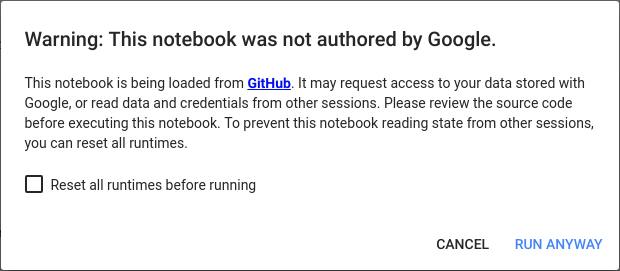 Warning: This notebook was not authored by Google.
This notebook is being loaded from GitHub. It may request access to your data stored with
Google, or read data and credentials from other sessions. Please review the source code
before executing this notebook. To prevent this notebook reading state from other sessions,
you can reset all runtimes.
Reset all runtimes before running
CANCEL RUN ANYWAY